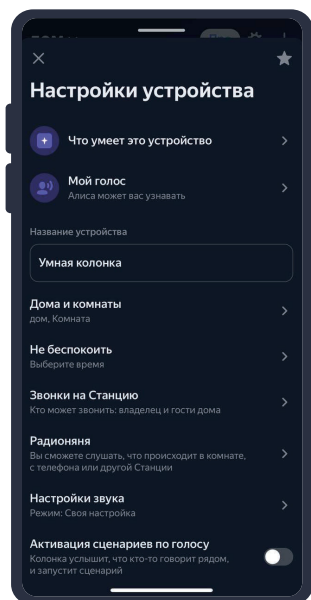 Настройки устройства
Что умеет это устройство
Мой голос
Алиса может вас узнавать
Название устройства
Умная колонка
Дома и комнаты
дом, Комната
Не беспокоить
Выберите время
Звонки на Станцию
Кто может звонить: владелец и гости дома
Радионяня
Вы сможете слушать, что происходит в комнате,
с телефона или другой Станции
Настройки звука
Режим: Своя настройка
Активация сценариев по голосу
Колонка услышит, что кто-то говорит рядом,
и запустит сценарий